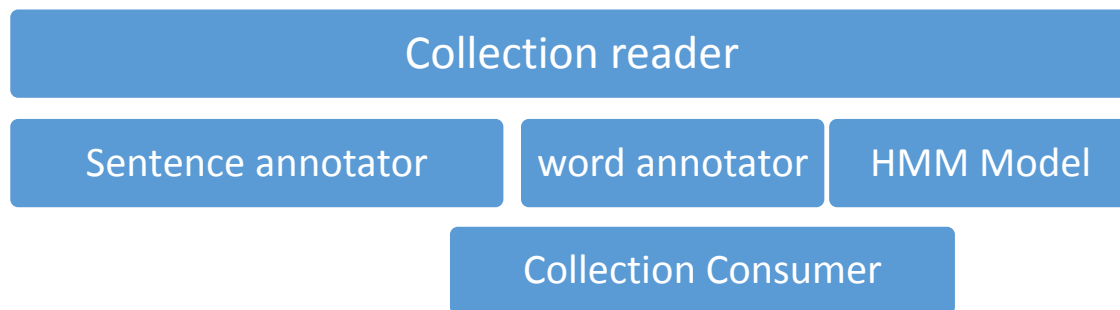 Collection reader
Sentence annotator
word annotator
HMM Model
Collection Consumer